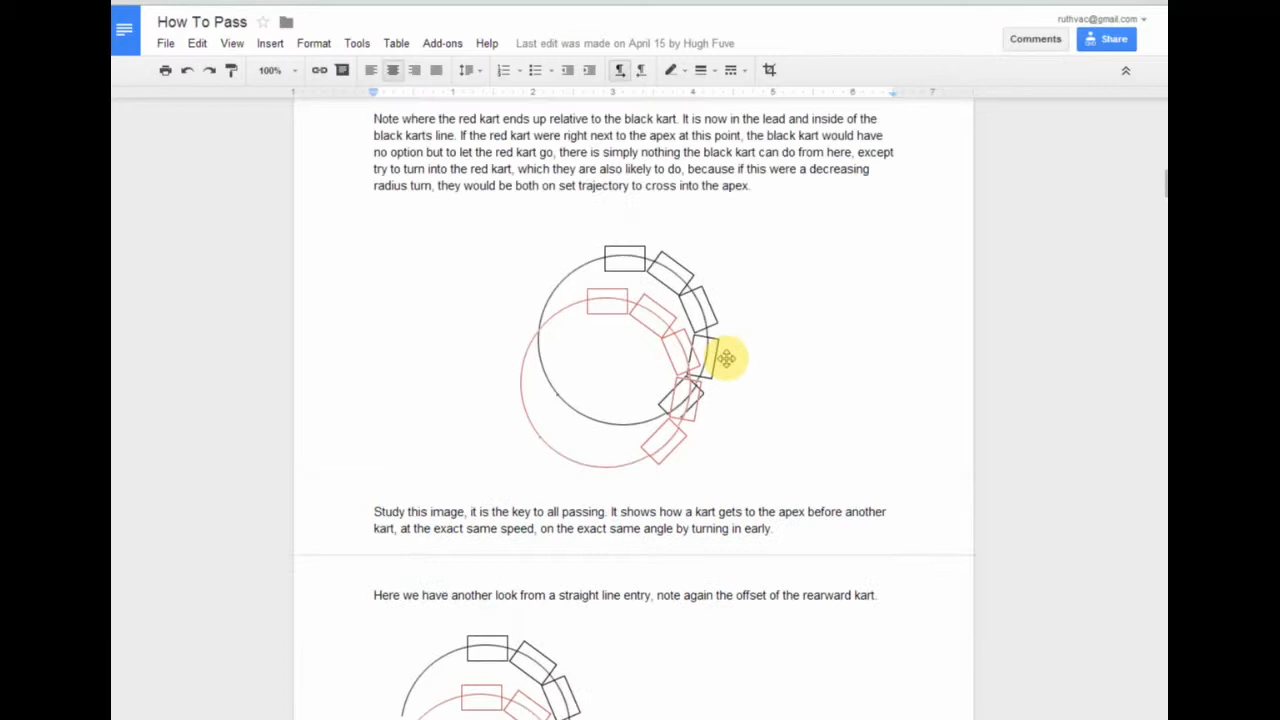 How To Pass
ruthvac@gmail.com
File Edit View Insert Format Tools Table Add-ons Help Last edit was made on April 15 by Hugh Fuve
Comments Share
100%
1 1 2 3 4 5 6 7
Note where the red kart ends up relative to the black kart. It is now in the lead and inside of the
black karts line. If the red kart were right next to the apex at this point, the black kart would have
no option but to let the red kart go, there is simply nothing the black kart can do from here, except
try to turn into the red kart, which they are also likely to do, because if this were a decreasing
radius turn, they would be both on set trajectory to cross into the apex.
Study this image, it is the key to all passing. It shows how a kart gets to the apex before another
kart, at the exact same speed, on the exact same angle by turning in early.
Here we have another look from a straight line entry, note again the offset of the rearward kart.